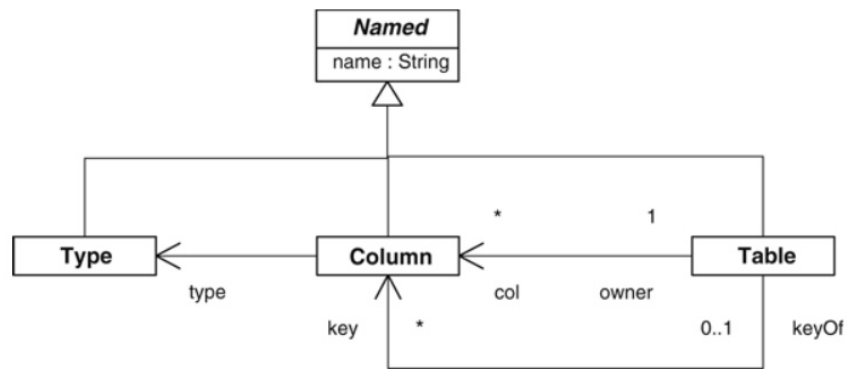 Named
name : String
* 1
Type Column Table
type col owner
key * 0..1 keyOf